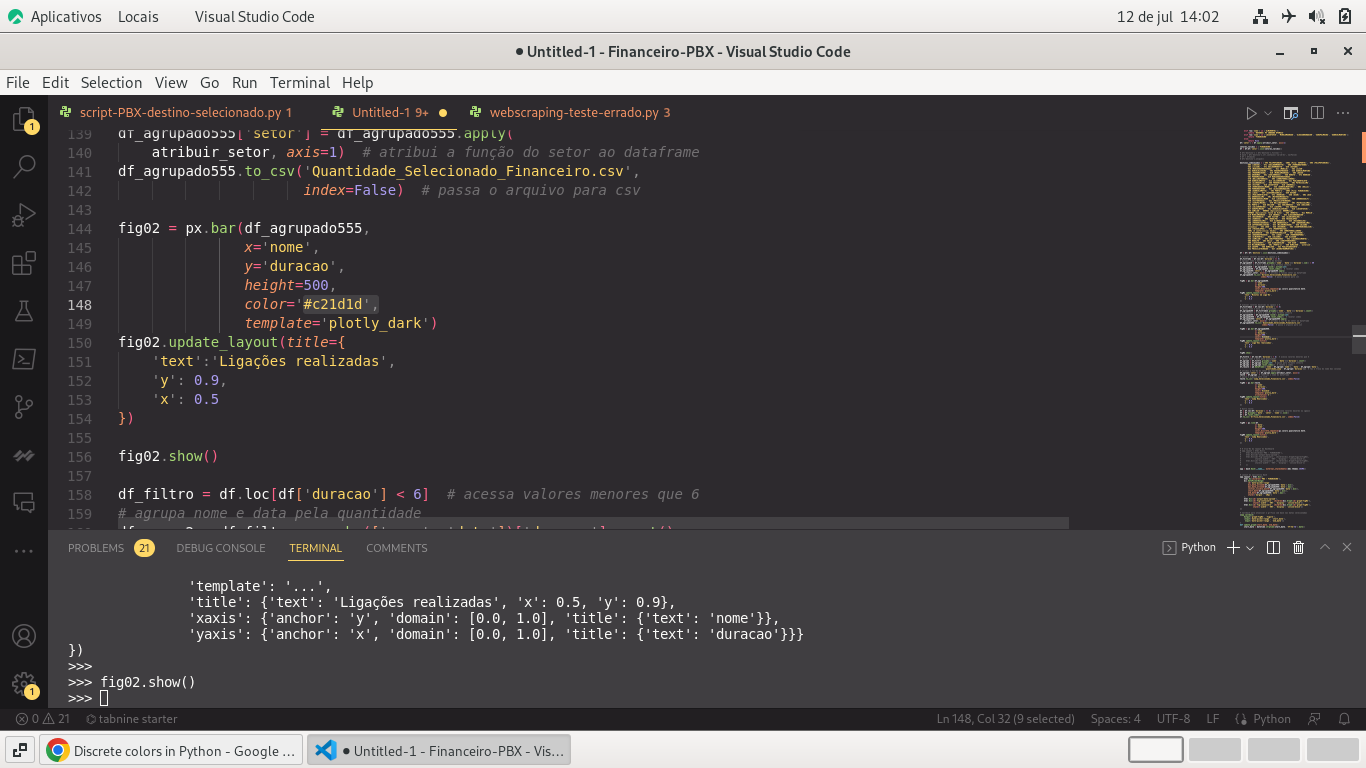 Aplicativos Locais Visual Studio Code 12 de jul 14:02
● Untitled-1 - Financeiro-PBX - Visual Studio Code
File Edit Selection View Go Run Terminal Help
script-PBX-destino-selecionado.py 1 Untitled-1 9+ ● webscraping-teste-errado.py 3
1
139 df_agrupado555['setor'] = df_agrupado555.apply(
140 atribuir_setor, axis=1) # atribui a função do setor ao dataframe
141 df_agrupado555.to_csv('Quantidade_Selecionado_Financeiro.csv',
142 index=False) # passa o arquivo para csv
143
144 fig02 = px.bar(df_agrupado555,
145 x='nome',
146 y='duracao',
147 height=500,
148 color='#c21d1d',
149 template='plotly_dark')
150 fig02.update_layout(title={
151 'text':'Ligações realizadas',
152 'y': 0.9,
153 'x': 0.5
154 })
155
156 fig02.show()
157
158 df_filtro = df.loc[df['duracao'] < 6] # acessa valores menores que 6
159 # agrupa nome e data pela quantidade
PROBLEMS 21 DEBUG CONSOLE TERMINAL COMMENTS Python
'template': '...',
'title': {'text': 'Ligações realizadas', 'x': 0.5, 'y': 0.9},
'xaxis': {'anchor': 'y', 'domain': [0.0, 1.0], 'title': {'text': 'nome'}},
'yaxis': {'anchor': 'x', 'domain': [0.0, 1.0], 'title': {'text': 'duracao'}}}
})
>>>
>>> fig02.show()
>>>
1
0 21 tabnine starter Ln 148, Col 32 (9 selected) Spaces: 4 UTF-8 LF Python
Discrete colors in Python - Google ... ● Untitled-1 - Financeiro-PBX - Vis...